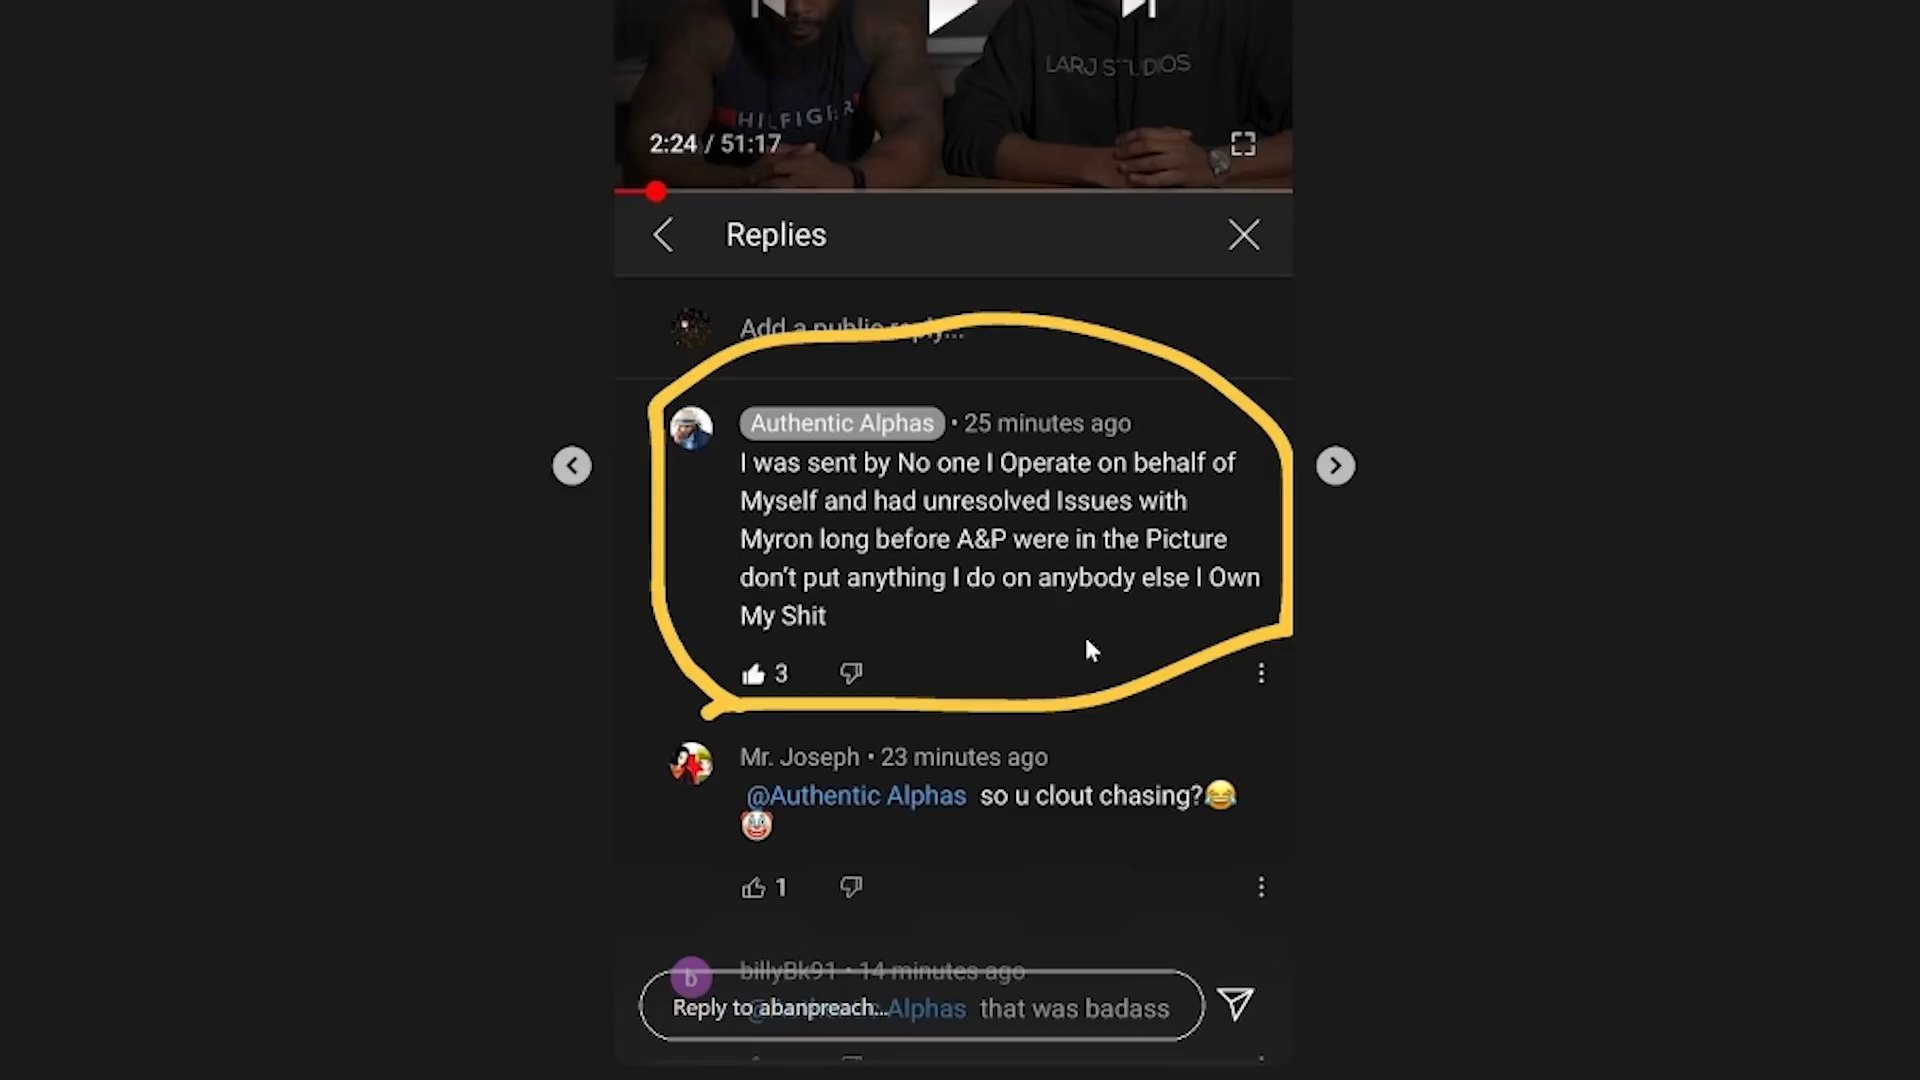 LARJ STUDIOS
HILFIGER
2:24 / 51:17
Replies
Add a public reply...
Authentic Alphas • 25 minutes ago
I was sent by No one I Operate on behalf of
Myself and had unresolved Issues with
Myron long before A&P were in the Picture
don't put anything I do on anybody else I Own
My Shit
3
Mr. Joseph • 23 minutes ago
@Authentic Alphas so u clout chasing?😂
🤡
1
b
billyBk91 • 14 minutes ago
Reply to abanpreach...
@Authentic Alphas that was badass